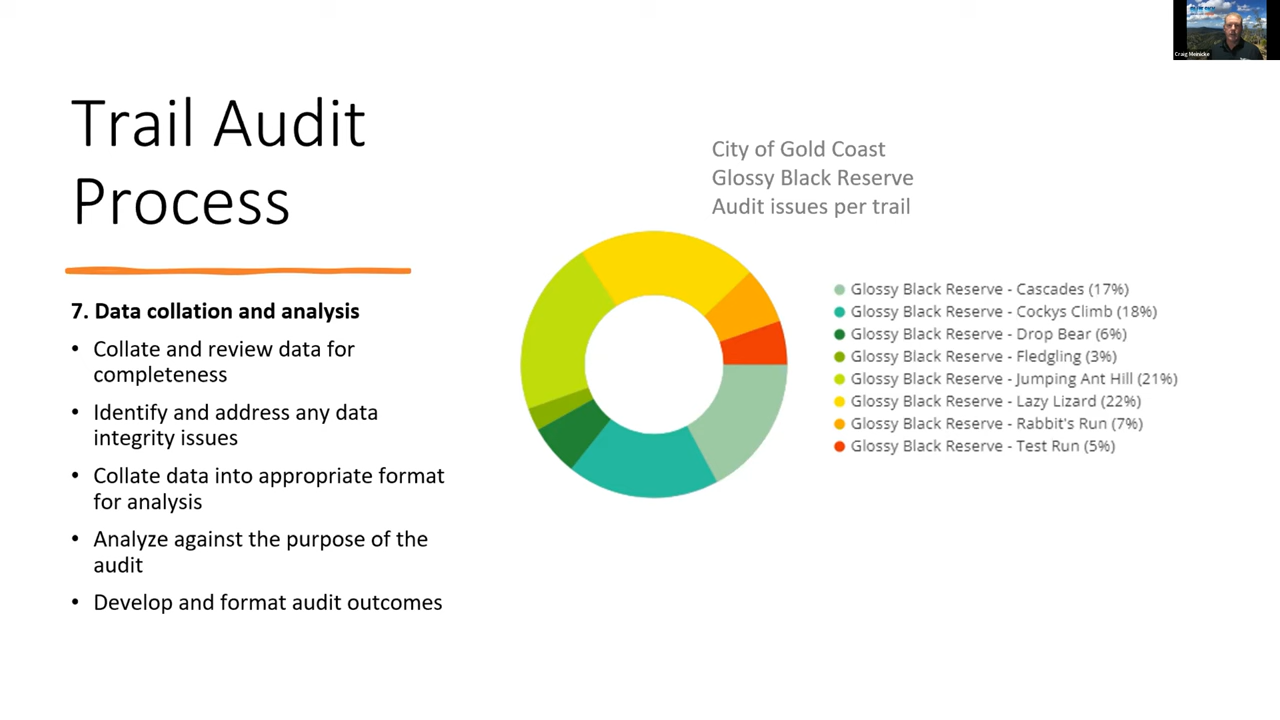 Craig Meinicke
Trail Audit
Process
7. Data collation and analysis
• Collate and review data for
completeness
• Identify and address any data
integrity issues
• Collate data into appropriate format
for analysis
• Analyze against the purpose of the
audit
• Develop and format audit outcomes
City of Gold Coast
Glossy Black Reserve
Audit issues per trail
Glossy Black Reserve - Cascades (17%)
Glossy Black Reserve - Cockys Climb (18%)
Glossy Black Reserve - Drop Bear (6%)
Glossy Black Reserve - Fledgling (3%)
Glossy Black Reserve - Jumping Ant Hill (21%)
Glossy Black Reserve - Lazy Lizard (22%)
Glossy Black Reserve - Rabbit's Run (7%)
Glossy Black Reserve - Test Run (5%)